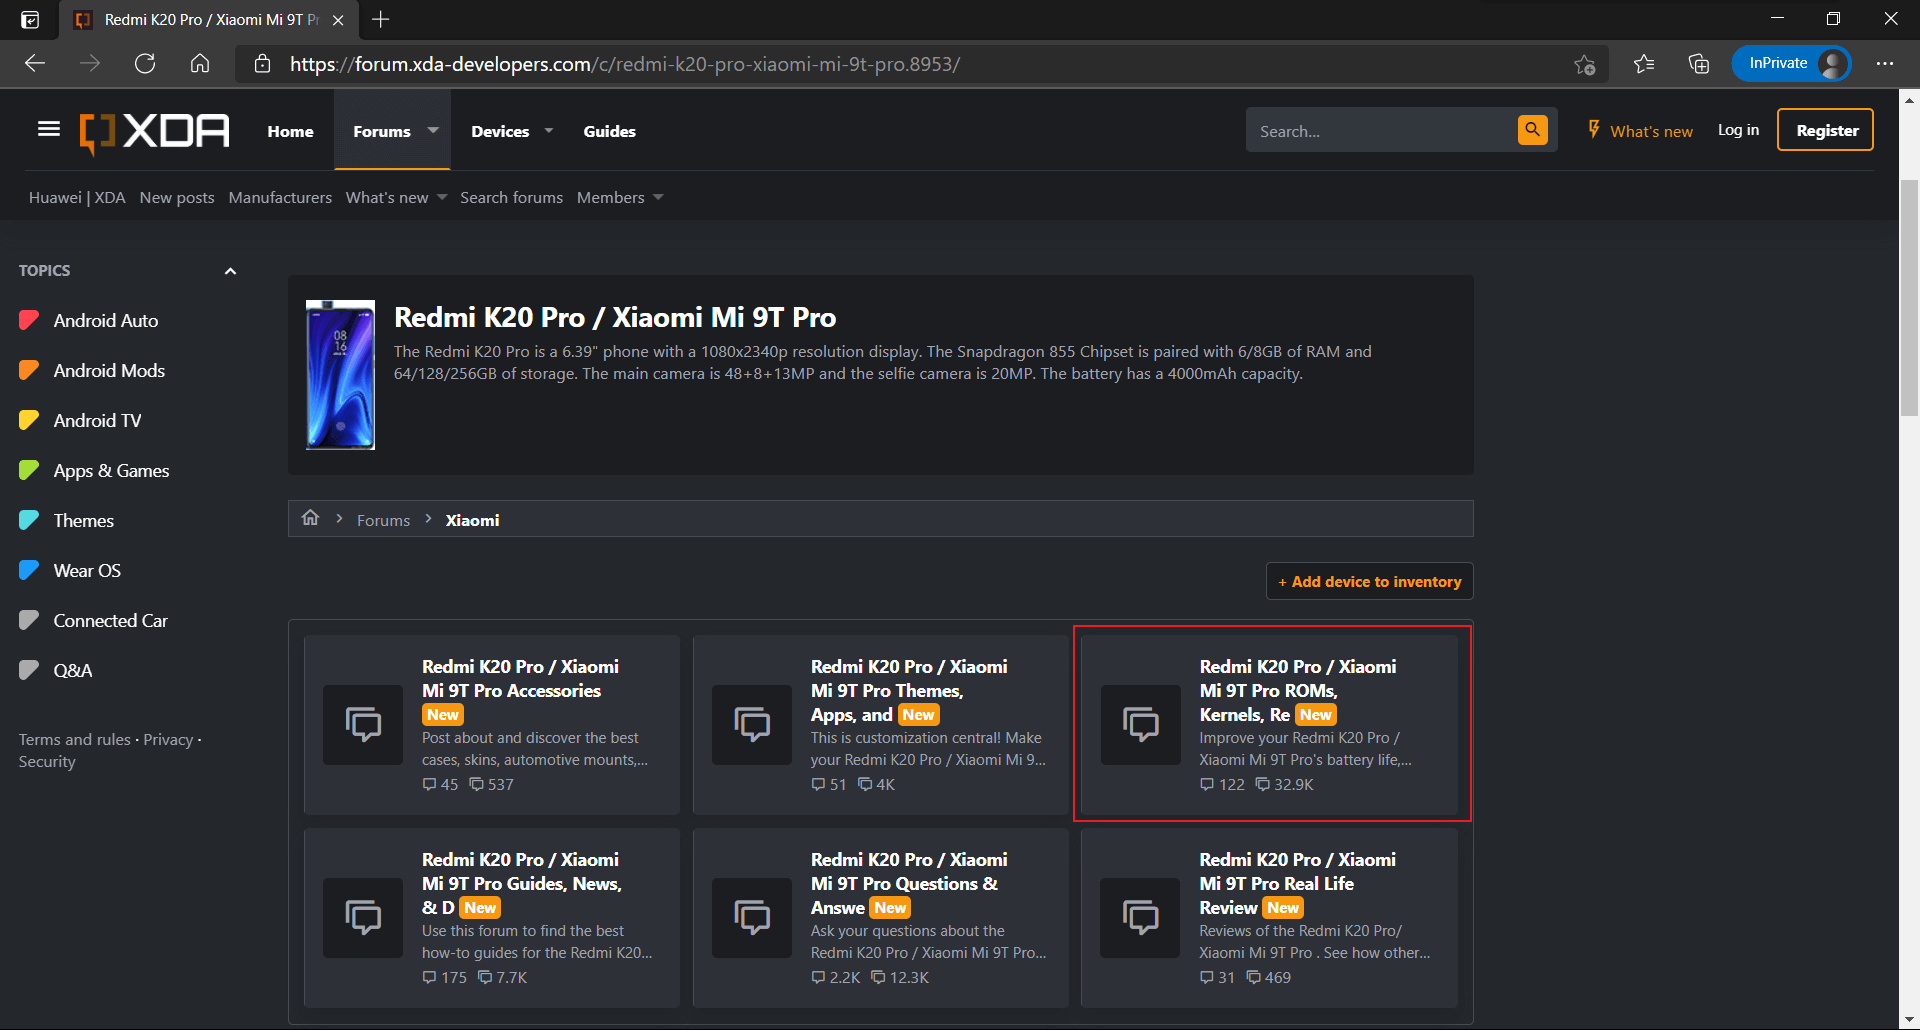 Redmi K20 Pro / Xiaomi Mi 9T Pr
https://forum.xda-developers.com/c/redmi-k20-pro-xiaomi-mi-9t-pro.8953/
InPrivate
XDA
Home
Forums
Devices
Guides
Search...
What's new
Log in
Register
Huawei | XDA
New posts
Manufacturers
What's new
Search forums
Members
TOPICS
Android Auto
Android Mods
Android TV
Apps & Games
Themes
Wear OS
Connected Car
Q&A
Terms and rules · Privacy ·
Security
08
16
Redmi K20 Pro / Xiaomi Mi 9T Pro
The Redmi K20 Pro is a 6.39" phone with a 1080x2340p resolution display. The Snapdragon 855 Chipset is paired with 6/8GB of RAM and
64/128/256GB of storage. The main camera is 48+8+13MP and the selfie camera is 20MP. The battery has a 4000mAh capacity.
Forums
Xiaomi
+ Add device to inventory
Redmi K20 Pro / Xiaomi
Mi 9T Pro Accessories
New
Post about and discover the best
cases, skins, automotive mounts,...
45 537
Redmi K20 Pro / Xiaomi
Mi 9T Pro Themes,
Apps, and New
This is customization central! Make
your Redmi K20 Pro / Xiaomi Mi 9...
51 4K
Redmi K20 Pro / Xiaomi
Mi 9T Pro ROMs,
Kernels, Re New
Improve your Redmi K20 Pro /
Xiaomi Mi 9T Pro's battery life,...
122 32.9K
Redmi K20 Pro / Xiaomi
Mi 9T Pro Guides, News,
& D New
Use this forum to find the best
how-to guides for the Redmi K20...
175 7.7K
Redmi K20 Pro / Xiaomi
Mi 9T Pro Questions &
Answe New
Ask your questions about the
Redmi K20 Pro / Xiaomi Mi 9T Pro...
2.2K 12.3K
Redmi K20 Pro / Xiaomi
Mi 9T Pro Real Life
Review New
Reviews of the Redmi K20 Pro/
Xiaomi Mi 9T Pro . See how other...
31 469